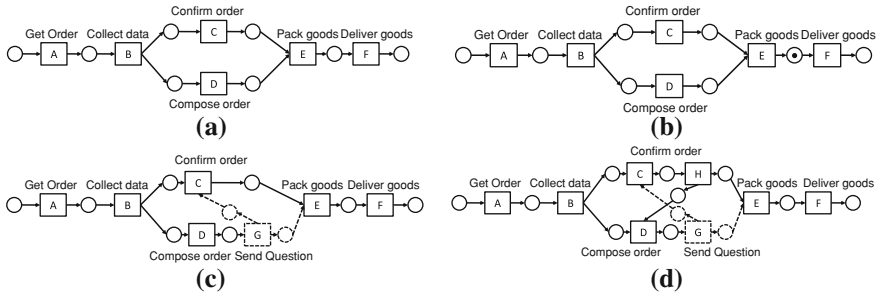 Confirm order
Get Order Collect data C Pack goods Deliver goods
A B E F
D
Compose order
(a)
Confirm order
Get Order Collect data C Pack goods Deliver goods
A B E F
D
Compose order
(b)
Confirm order
Get Order Collect data C Pack goods Deliver goods
A B E F
D G
Compose order Send Question
(c)
Confirm order
Get Order Collect data C H Pack goods Deliver goods
A B E F
D G
Compose order Send Question
(d)